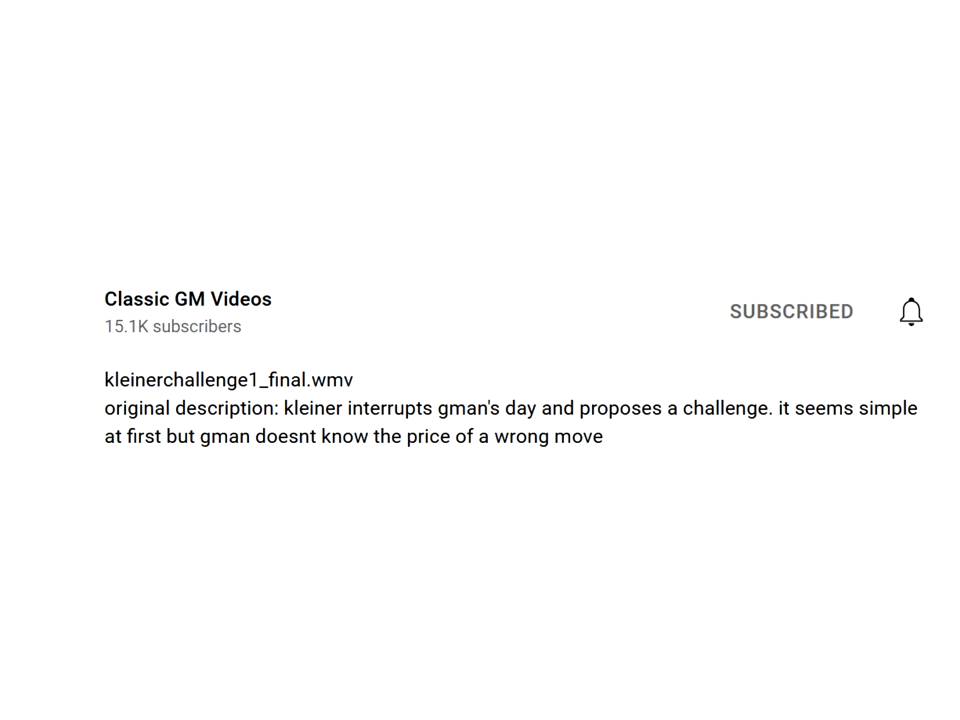 Classic GM Videos
15.1K subscribers
SUBSCRIBED
kleinerchallenge1_final.wmv
original description: kleiner interrupts gman's day and proposes a challenge. it seems simple
at first but gman doesnt know the price of a wrong move